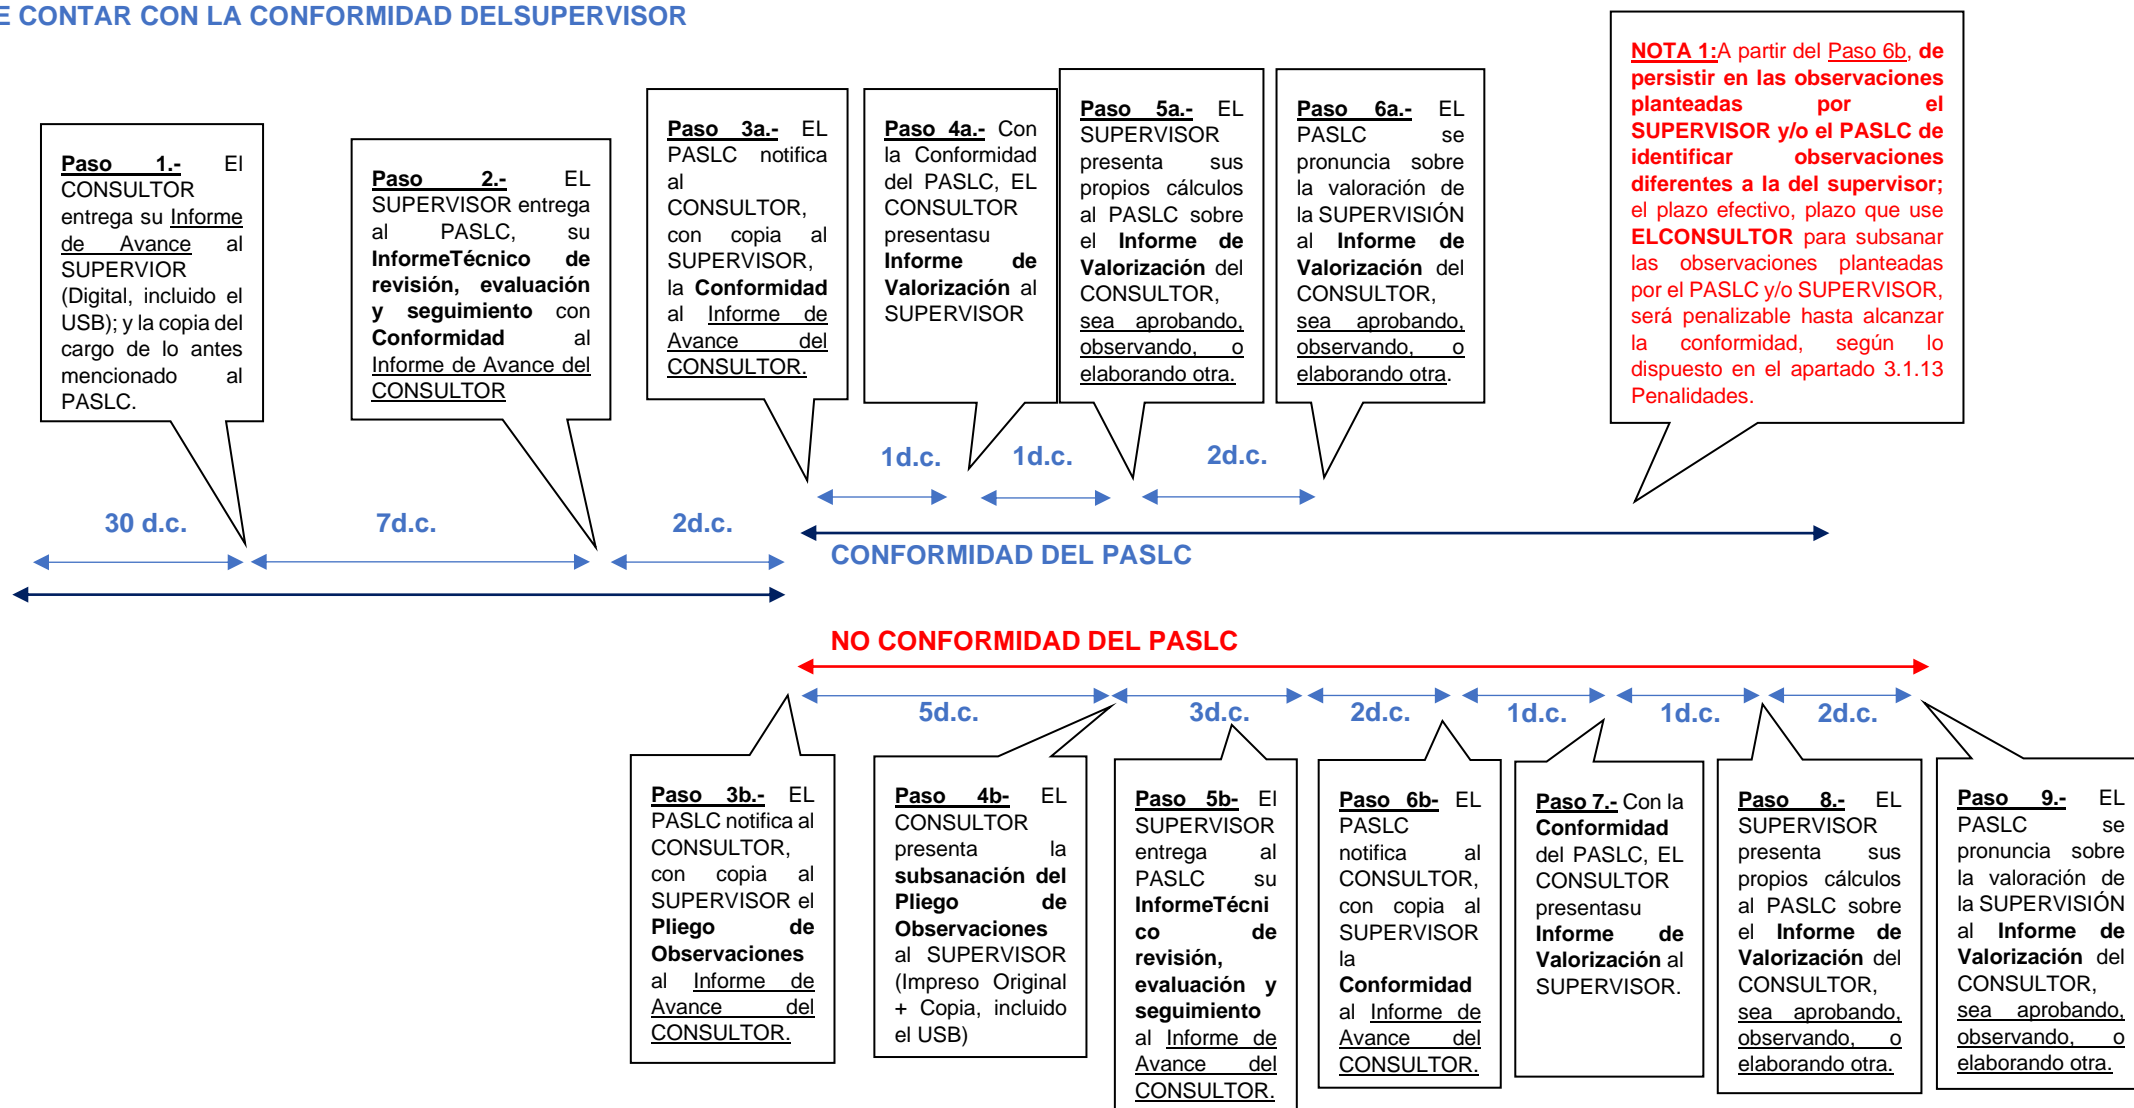 E CONTAR CON LA CONFORMIDAD DELSUPERVISOR
Paso 1.- El
CONSULTOR
entrega su Informe
de Avance al
SUPERVIOR
(Digital, incluido el
USB); y la copia del
cargo de lo antes
mencionado al
PASLC.
Paso 2.- EL
SUPERVISOR entrega
al PASLC, su
InformeTécnico de
revisión, evaluación
y seguimiento con
Conformidad al
Informe de Avance del
CONSULTOR
Paso 3a.- EL
PASLC notifica
al
CONSULTOR,
con copia al
SUPERVISOR,
la Conformidad
al Informe de
Avance del
CONSULTOR.
Paso 4a.- Con
la Conformidad
del PASLC, EL
CONSULTOR
presentasu
Informe de
Valorización al
SUPERVISOR
Paso 5a.- EL
SUPERVISOR
presenta sus
propios cálculos
al PASLC sobre
el Informe de
Valorización del
CONSULTOR,
sea aprobando,
observando, o
elaborando otra.
Paso 6a.- EL
PASLC se
pronuncia sobre
la valoración de
la SUPERVISIÓN
al Informe de
Valorización del
CONSULTOR,
sea aprobando,
observando, o
elaborando otra.
NOTA 1:A partir del Paso 6b, de
persistir en las observaciones
planteadas por el
SUPERVISOR y/o el PASLC de
identificar observaciones
diferentes a la del supervisor;
el plazo efectivo, plazo que use
ELCONSULTOR para subsanar
las observaciones planteadas
por el PASLC y/o SUPERVISOR,
será penalizable hasta alcanzar
la conformidad, según lo
dispuesto en el apartado 3.1.13
Penalidades.
1d.c.
1d.c.
2d.c.
30 d.c.
7d.c.
2d.c.
CONFORMIDAD DEL PASLC
NO CONFORMIDAD DEL PASLC
5d.c.
3d.c.
2d.c.
1d.c.
1d.c.
2d.c.
Paso 3b.- EL
PASLC notifica al
CONSULTOR,
con copia al
SUPERVISOR el
Pliego de
Observaciones
al Informe de
Avance del
CONSULTOR.
Paso 4b- EL
CONSULTOR
presenta la
subsanación del
Pliego de
Observaciones
al SUPERVISOR
(Impreso Original
+ Copia, incluido
el USB)
Paso 5b- El
SUPERVISOR
entrega al
PASLC su
InformeTécni
co de
revisión,
evaluación y
seguimiento
al Informe de
Avance del
CONSULTOR.
Paso 6b- EL
PASLC
notifica al
CONSULTOR,
con copia al
SUPERVISOR
la
Conformidad
al Informe de
Avance del
CONSULTOR.
Paso 7.- Con la
Conformidad
del PASLC, EL
CONSULTOR
presentasu
Informe de
Valorización al
SUPERVISOR.
Paso 8.- EL
SUPERVISOR
presenta sus
propios cálculos
al PASLC sobre
el Informe de
Valorización del
CONSULTOR,
sea aprobando,
observando, o
elaborando otra.
Paso 9.- EL
PASLC se
pronuncia sobre
la valoración de
la SUPERVISIÓN
al Informe de
Valorización del
CONSULTOR,
sea aprobando,
observando, o
elaborando otra.